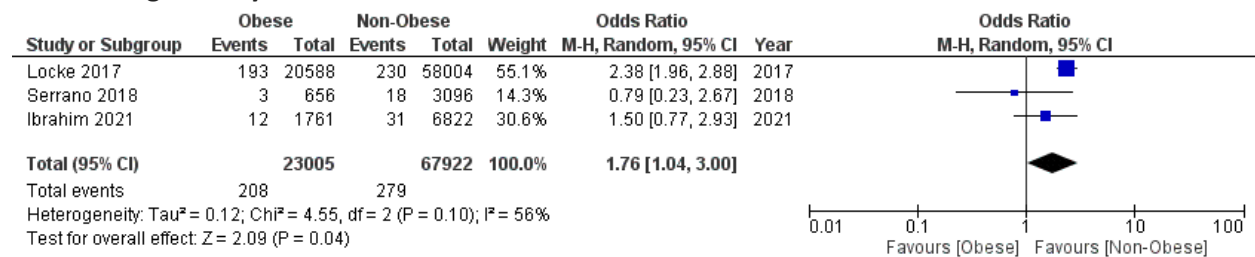 Obese Non-Obese Odds Ratio Odds Ratio
Study or Subgroup Events Total Events Total Weight M-H, Random, 95% CI Year M-H, Random, 95% CI
Locke 2017 193 20588 230 58004 55.1% 2.38 [1.96, 2.88] 2017
Serrano 2018 3 656 18 3096 14.3% 0.79 [0.23, 2.67] 2018
Ibrahim 2021 12 1761 31 6822 30.6% 1.50 [0.77, 2.93] 2021
Total (95% CI) 23005 67922 100.0% 1.76 [1.04, 3.00]
Total events 208 279
Heterogeneity: Tau² = 0.12; Chi² = 4.55, df = 2 (P = 0.10); I² = 56%
Test for overall effect: Z = 2.09 (P = 0.04)
0.01 0.1 1 10 100
Favours [Obese] Favours [Non-Obese]